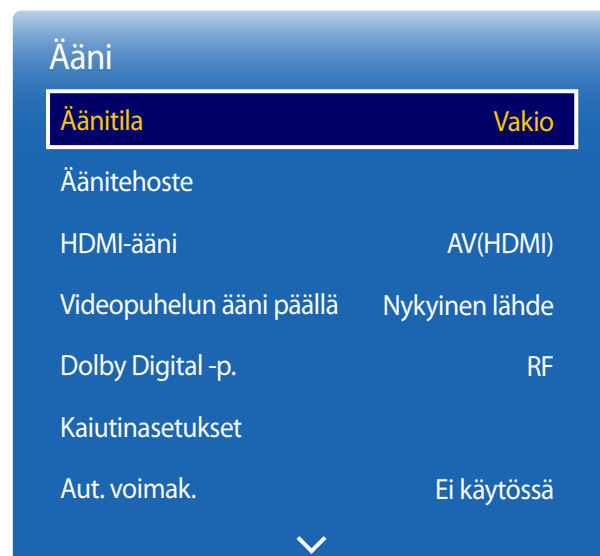 Ääni
Äänitila Vakio
Äänitehoste
HDMI-ääni AV(HDMI)
Videopuhelun ääni päällä Nykyinen lähde
Dolby Digital -p. RF
Kaiutinasetukset
Aut. voimak. Ei käytössä